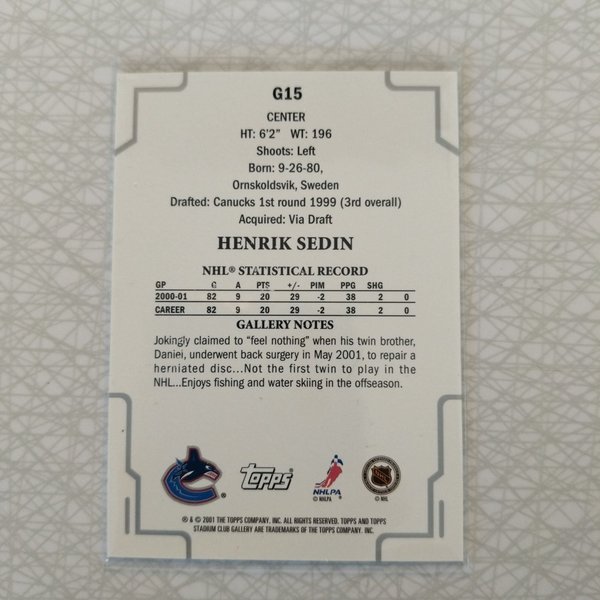 G15
CENTER
HT: 6'2" WT: 196
Shoots: Left
Born: 9-26-80,
Ornskoldsvik, Sweden
Drafted: Canucks 1st round 1999 (3rd overall)
Acquired: Via Draft
HENRIK SEDIN
NHL® STATISTICAL RECORD
GP G A PTS +/- PIM PPG SHG
2000-01 82 9 20 29 -2 38 2 0
CAREER 82 9 20 29 -2 38 2 0
GALLERY NOTES
Jokingly claimed to "feel nothing" when his twin brother,
Daniel, underwent back surgery in May 2001, to repair a
herniated disc...Not the first twin to play in the
NHL...Enjoys fishing and water skiing in the offseason.
® topps NHLPA
© NHLPA © NHL
® & © 2001 THE TOPPS COMPANY, INC. ALL RIGHTS RESERVED. TOPPS AND TOPPS
STADIUM CLUB GALLERY ARE TRADEMARKS OF THE TOPPS COMPANY, INC.